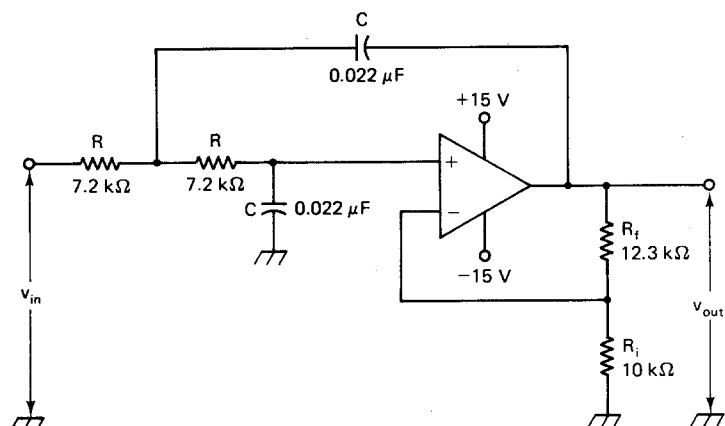 C
0.022 μF
+15 V
R
7.2 kΩ
R
7.2 kΩ
+
−
C
0.022 μF
−15 V
R_f
12.3 kΩ
v_in
v_out
R_i
10 kΩ